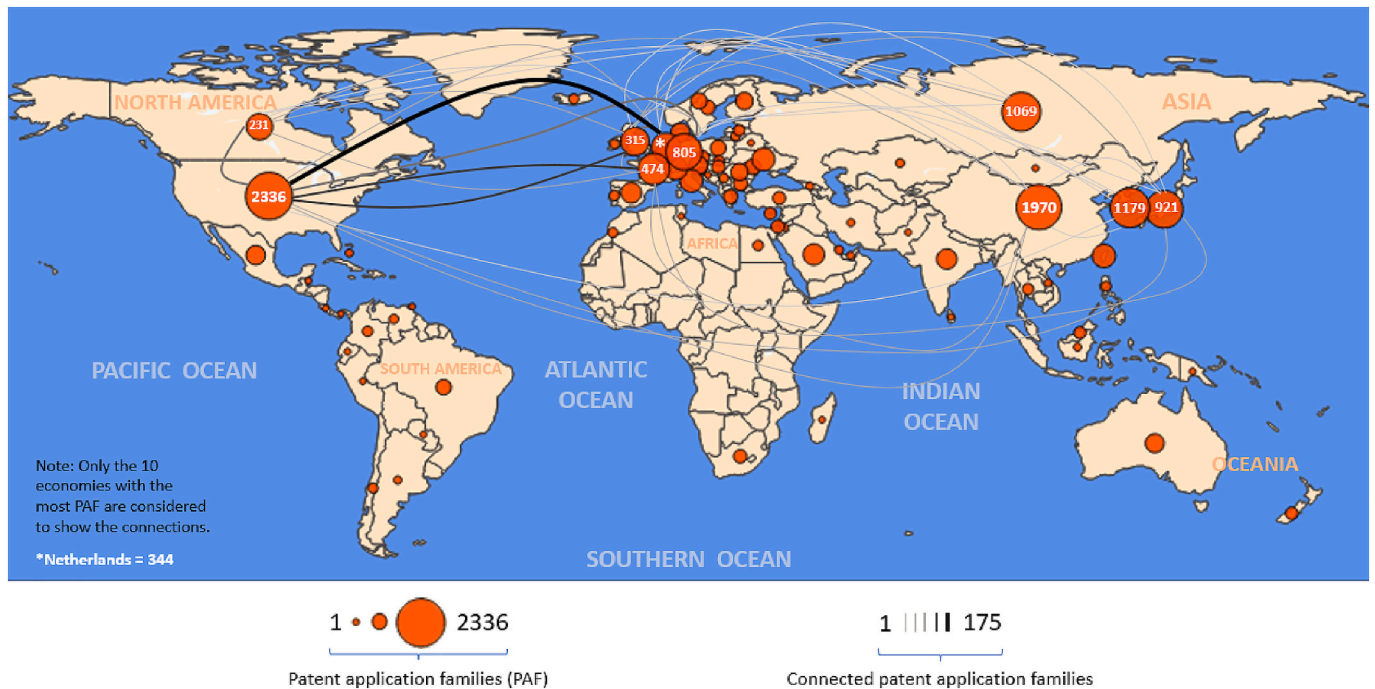 NORTH AMERICA
ASIA
1069
231
315
*
805
474
2336
1970
1179
921
AFRICA
PACIFIC OCEAN
SOUTH AMERICA
ATLANTIC
OCEAN
INDIAN
OCEAN
OCEANIA
Note: Only the 10
economies with the
most PAF are considered
to show the connections.
*Netherlands = 344
SOUTHERN OCEAN
1
2336
1
175
Patent application families (PAF)
Connected patent application families